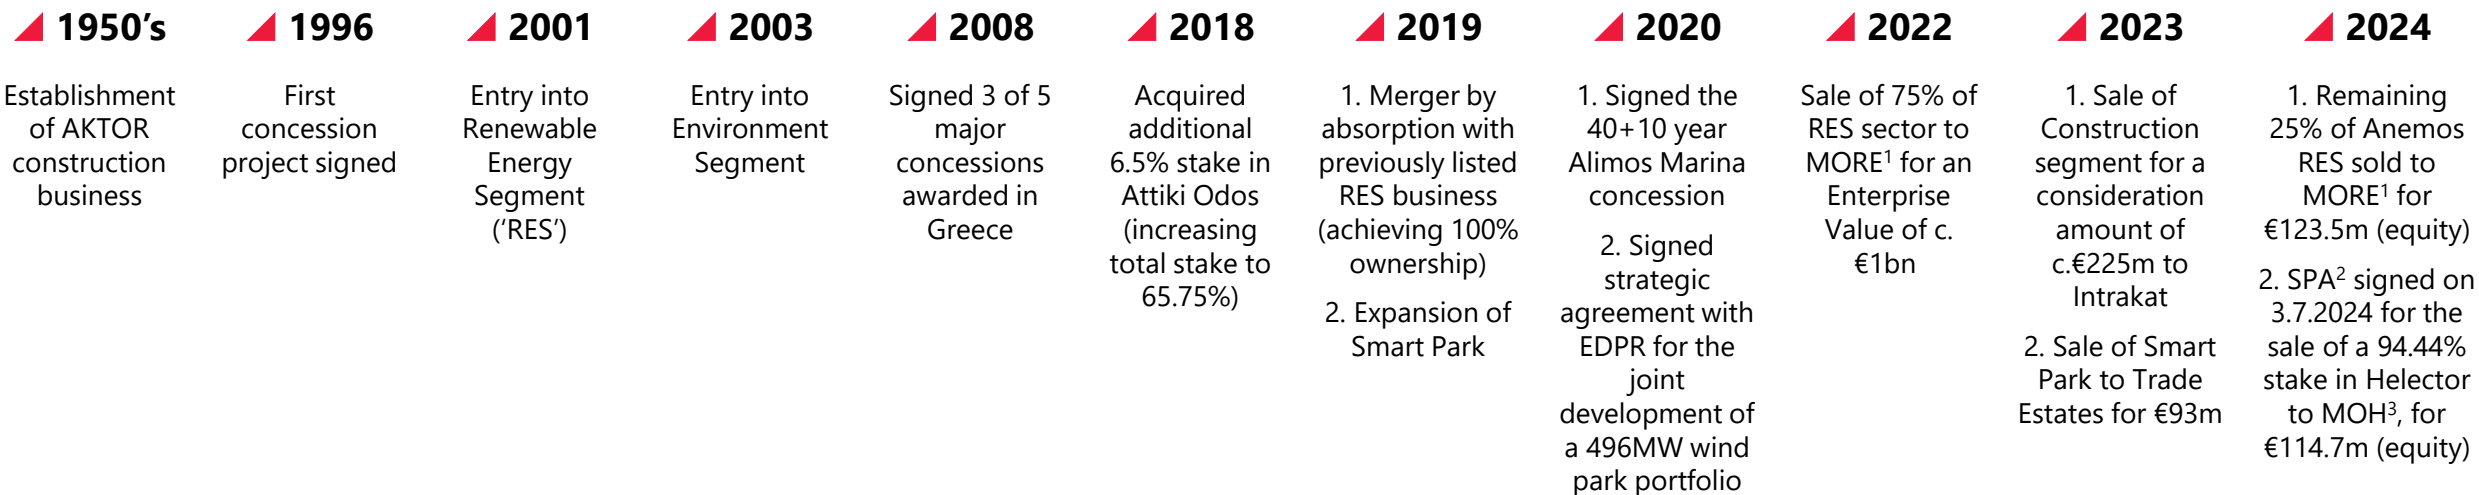 1950's
Establishment
of AKTOR
construction
business
1996
First
concession
project signed
2001
Entry into
Renewable
Energy
Segment
(‘RES’)
2003
Entry into
Environment
Segment
2008
Signed 3 of 5
major
concessions
awarded in
Greece
2018
Acquired
additional
6.5% stake in
Attiki Odos
(increasing
total stake to
65.75%)
2019
1. Merger by
absorption with
previously listed
RES business
(achieving 100%
ownership)
2. Expansion of
Smart Park
2020
1. Signed the
40+10 year
Alimos Marina
concession
2. Signed
strategic
agreement with
EDPR for the
joint
development of
a 496MW wind
park portfolio
2022
Sale of 75% of
RES sector to
MORE¹ for an
Enterprise
Value of c.
€1bn
2023
1. Sale of
Construction
segment for a
consideration
amount of
c.€225m to
Intrakat
2. Sale of Smart
Park to Trade
Estates for €93m
2024
1. Remaining
25% of Anemos
RES sold to
MORE¹ for
€123.5m (equity)
2. SPA² signed on
3.7.2024 for the
sale of a 94.44%
stake in Helector
to MOH³, for
€114.7m (equity)